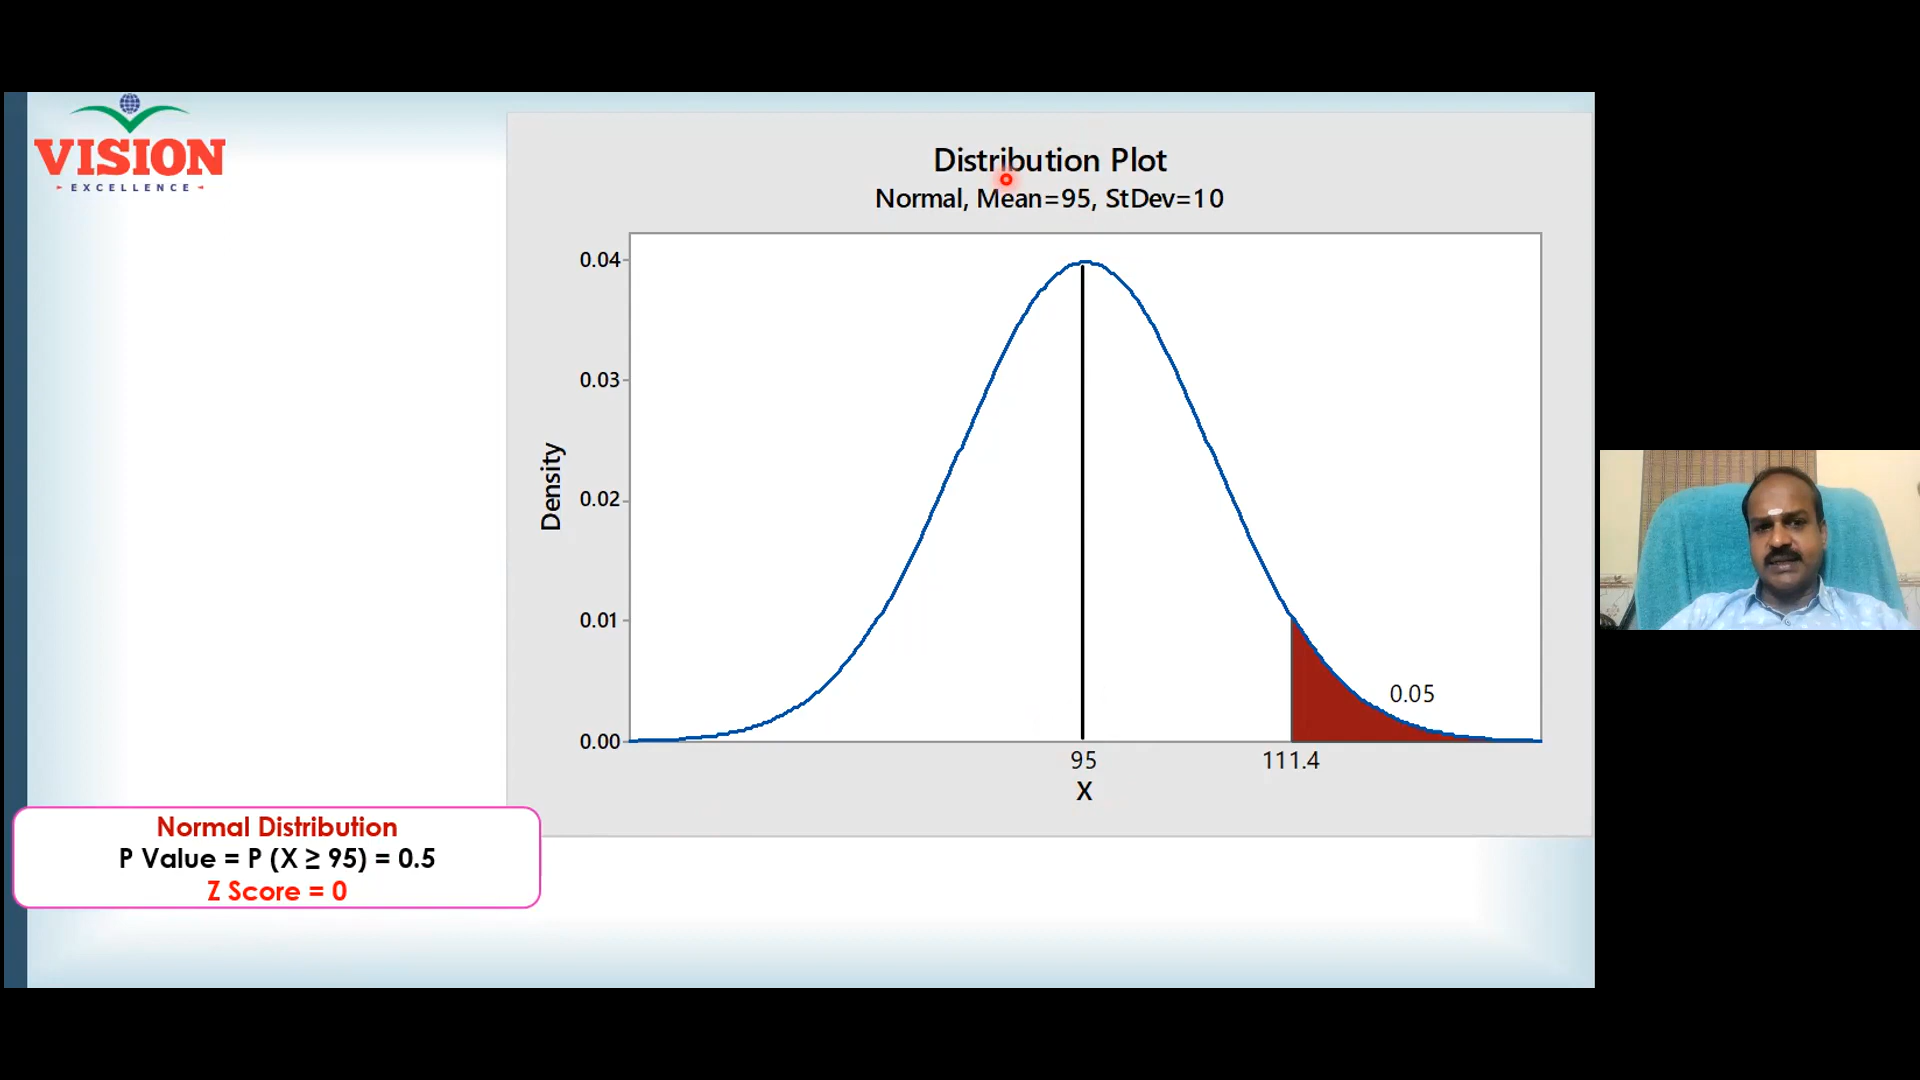 VISION
EXCELLENCE
Distribution Plot
Normal, Mean=95, StDev=10
Density
0.04
0.03
0.02
0.01
0.00
0.05
95
111.4
X
Normal Distribution
P Value = P (X ≥ 95) = 0.5
Z Score = 0